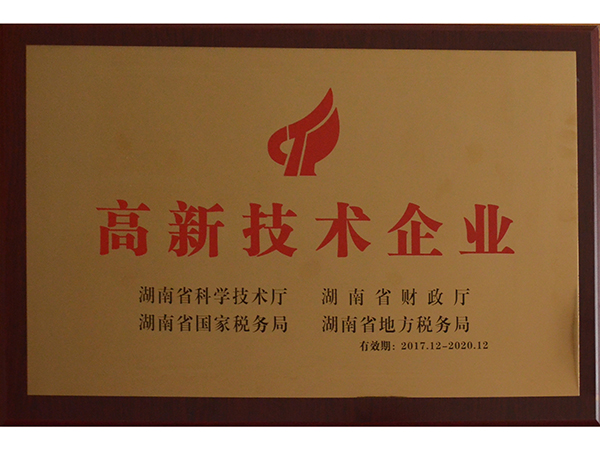 高新技术企业
湖南省科学技术厅 湖南省财政厅
湖南省国家税务局 湖南省地方税务局
有效期：2017.12-2020.12